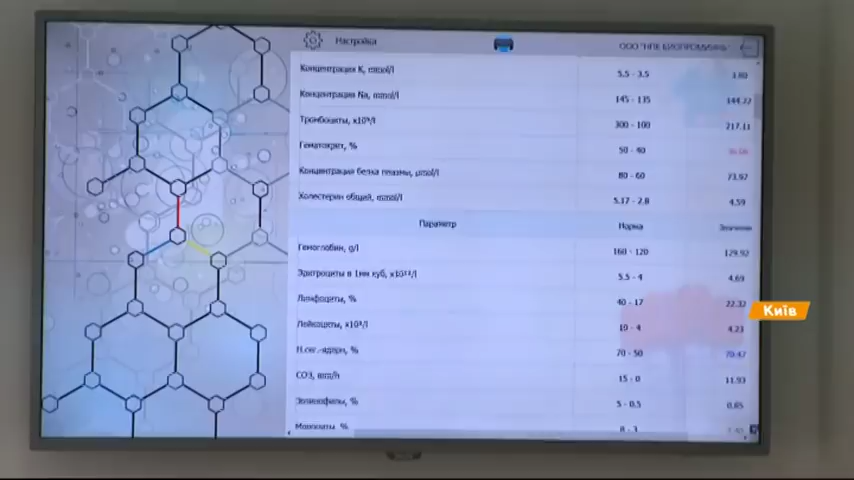 Настройка
ООО "НПК БИОПРОМИНЬ"
Концентрация K, mmol/l 5.5 - 3.5
Концентрация Na, mmol/l 145 - 135 144.22
Тромбоциты, x10⁹/l 300 - 100 217.11
Гематокрит, % 50 - 40
Концентрация белка плазмы, 80 - 60 73.97
Холестерин общий, mmol/l 5.17 - 2.8 4.59
Параметр Норма Значение
Гемоглобин, g/l 160 - 120 129.92
Эритроциты в 1мм куб, x10¹²/l 5.5 - 4 4.69
Лимфоциты, % 40 - 17 22.32
Лейкоциты, x10⁹/l 10 - 4 4.23
Н.сег.-ядерн, % 70 - 50 70.47
СОЭ, mm/h 15 - 0 11.93
Эозинофилы, % 5 - 0.5 0.65
Моноциты, % 8 - 3
Київ